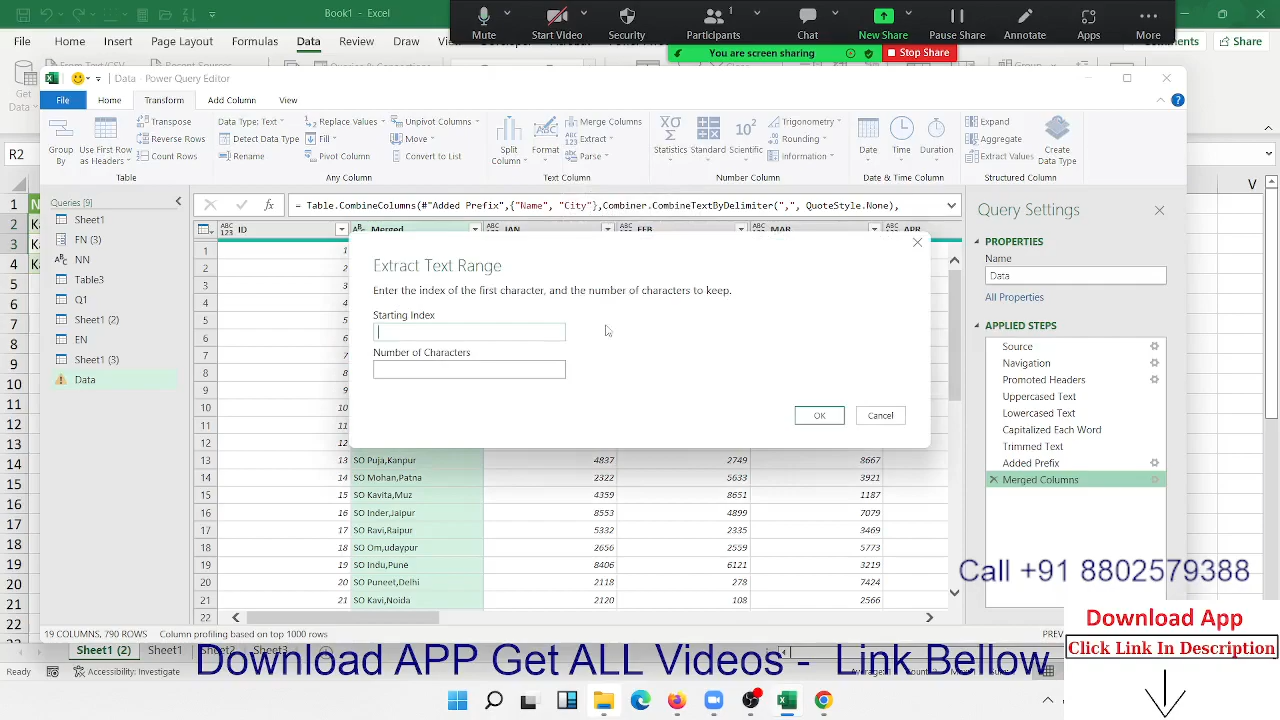 Book1 - Excel
Mute
Start Video
Security
1
Participants
Chat
New Share
Pause Share
Annotate
Apps
More
File
Home
Insert
Page Layout
Formulas
Data
Review
View
Comments
Share
You are screen sharing
Stop Share
Get
Data
Data - Power Query Editor
File
Home
Transform
Add Column
View
Group
By
Use First Row
as Headers
Transpose
Reverse Rows
Count Rows
Table
Data Type: Text
Detect Data Type
Rename
Replace Values
Fill
Pivot Column
Unpivot Columns
Move
Convert to List
Any Column
Split
Column
Format
Merge Columns
Extract
Parse
Text Column
Statistics
Standard
Scientific
Trigonometry
Rounding
Information
Number Column
Date
Time
Duration
Date & Time Column
Expand
Aggregate
Extract Values
Create
Data Type
Structured Column
R2
V
Queries [9]
Sheet1
FN (3)
NN
Table3
Q1
Sheet1 (2)
EN
Sheet1 (3)
Data
= Table.CombineColumns(#"Added Prefix",{"Name", "City"},Combiner.CombineTextByDelimiter(",", QuoteStyle.None),
ID
Merged
JAN
FEB
MAR
APR
Extract Text Range
Enter the index of the first character, and the number of characters to keep.
Starting Index
Number of Characters
OK
Cancel
13 SO Puja,Kanpur 4837 2749 8667
14 SO Mohan,Patna 2322 5633 3921
15 SO Kavita,Muz 4359 8651 1187
16 SO Inder,Jaipur 8553 4899 7079
17 SO Ravi,Raipur 5332 2335 3469
18 SO Om,udaypur 2656 2559 5773
19 SO Indu,Pune 8406 6121 3219
20 SO Puneet,Delhi 2118 278 7424
21 SO Kavi,Noida 2120 108 2566
22
Query Settings
PROPERTIES
Name
Data
All Properties
APPLIED STEPS
Source
Navigation
Promoted Headers
Uppercased Text
Lowercased Text
Capitalized Each Word
Trimmed Text
Added Prefix
Merged Columns
Call +91 8802579388
Download App
Click Link In Description
19 COLUMNS, 790 ROWS
Column profiling based on top 1000 rows
PREV
Sheet1 (2)
Sheet1
Download APP Get ALL Videos - Link Bellow
Ready
Accessibility: Investigate